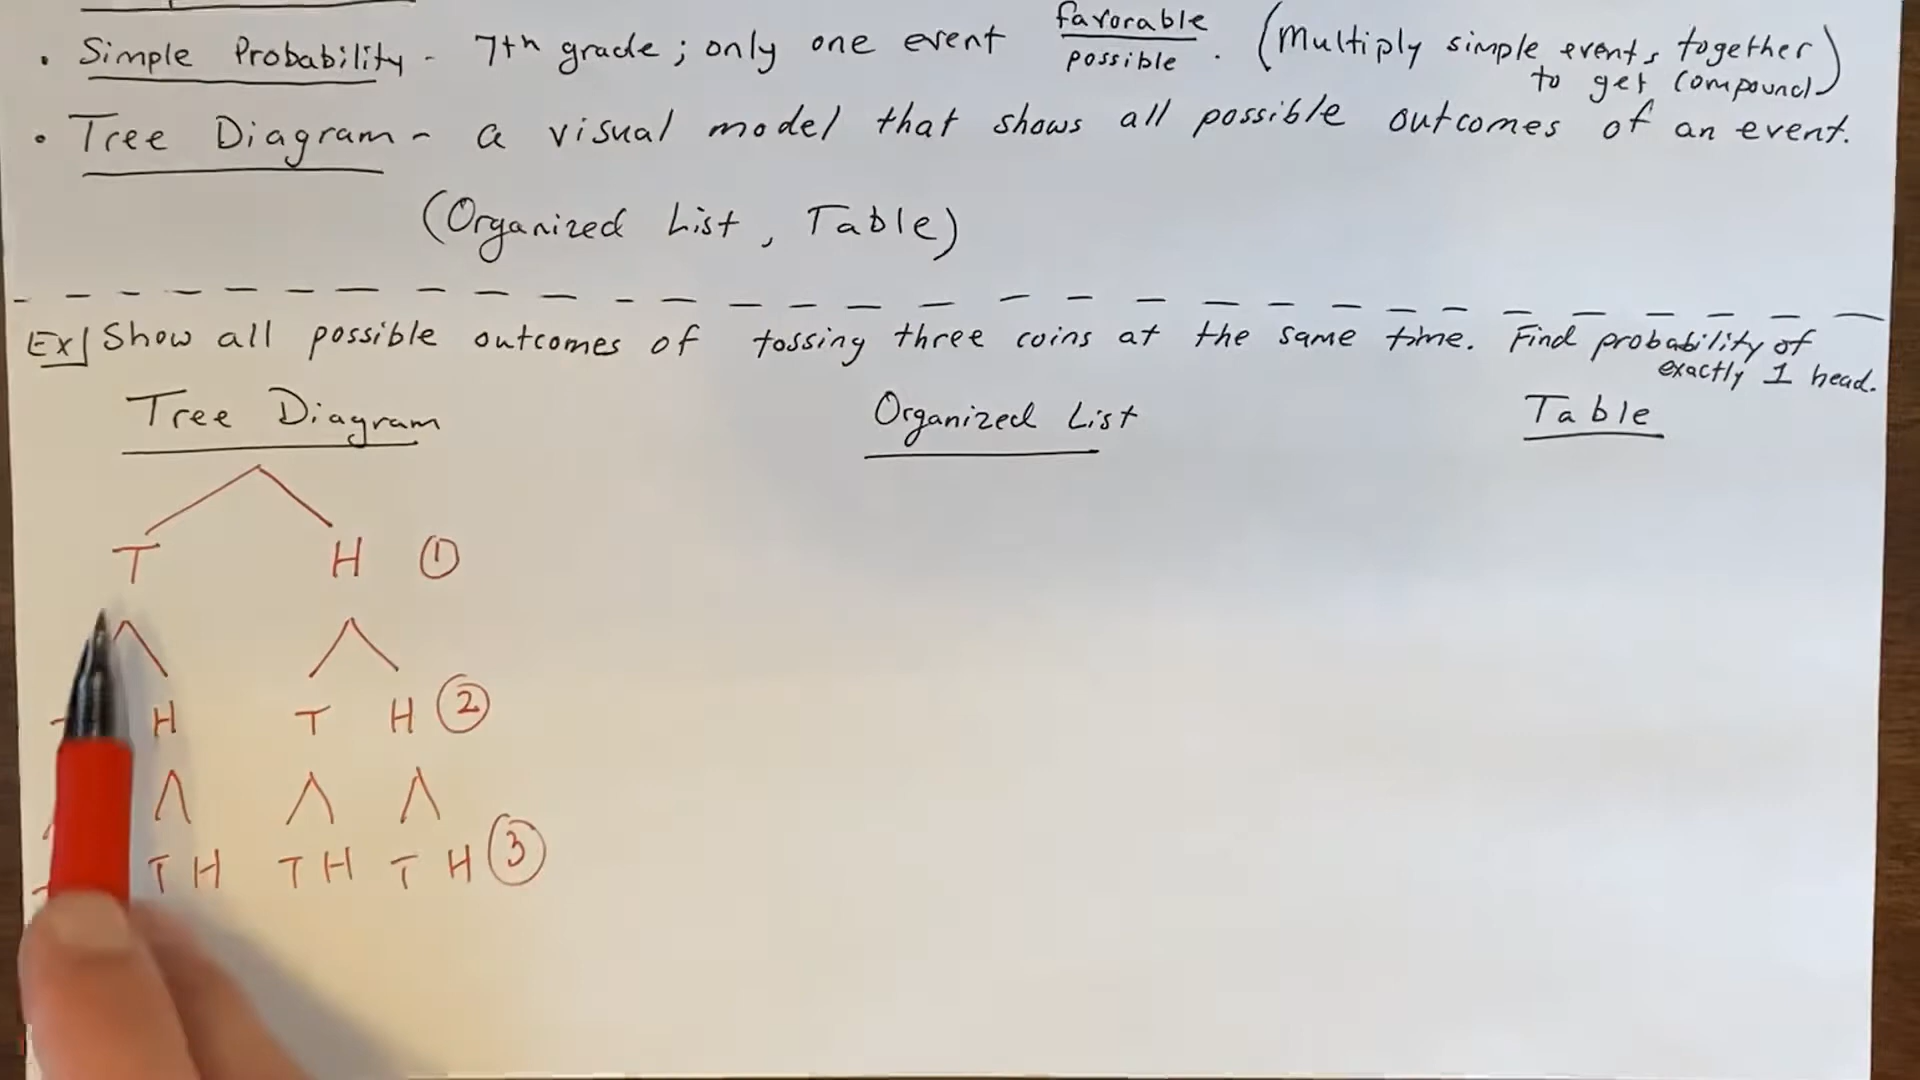 • Simple Probability - 7th grade; only one event favorable/possible. (Multiply simple events together
to get compound)
• Tree Diagram - a visual model that shows all possible outcomes of an event.
(Organized List, Table)
Ex] Show all possible outcomes of tossing three coins at the same time. Find probability of
exactly 1 head.
Tree Diagram
Organized List
Table
T H ①
H T H ②
T H T H T H ③